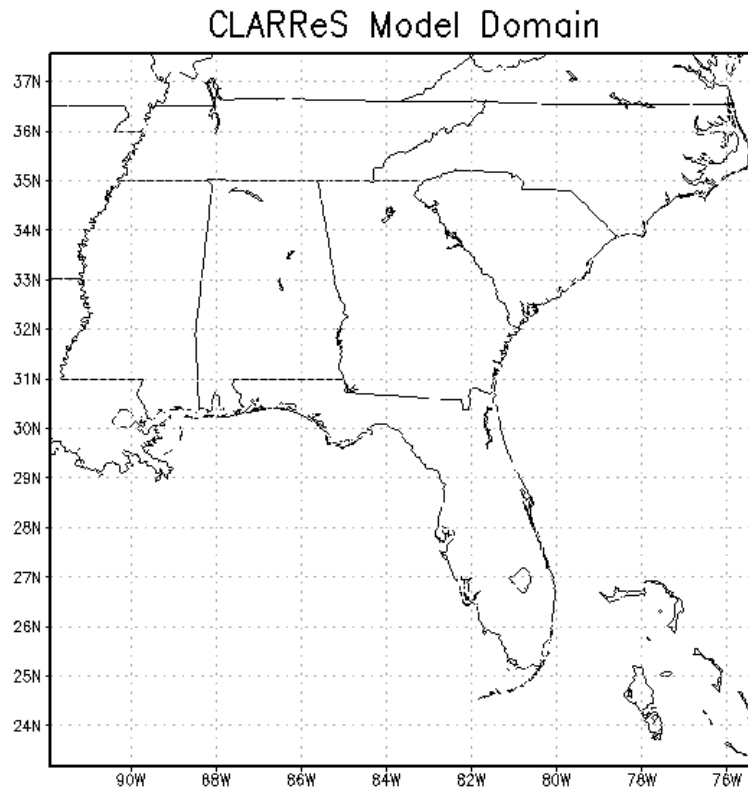 CLARReS Model Domain
37N
36N
35N
34N
33N
32N
31N
30N
29N
28N
27N
26N
25N
24N
90W 88W 86W 84W 82W 80W 78W 76W